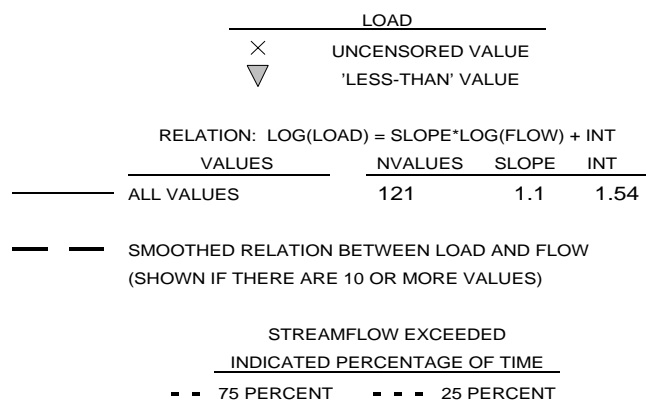 LOAD
UNCENSORED VALUE
'LESS-THAN' VALUE
RELATION: LOG(LOAD) = SLOPE*LOG(FLOW) + INT
VALUES NVALUES SLOPE INT
ALL VALUES 121 1.1 1.54
SMOOTHED RELATION BETWEEN LOAD AND FLOW
(SHOWN IF THERE ARE 10 OR MORE VALUES)
STREAMFLOW EXCEEDED
INDICATED PERCENTAGE OF TIME
75 PERCENT 25 PERCENT